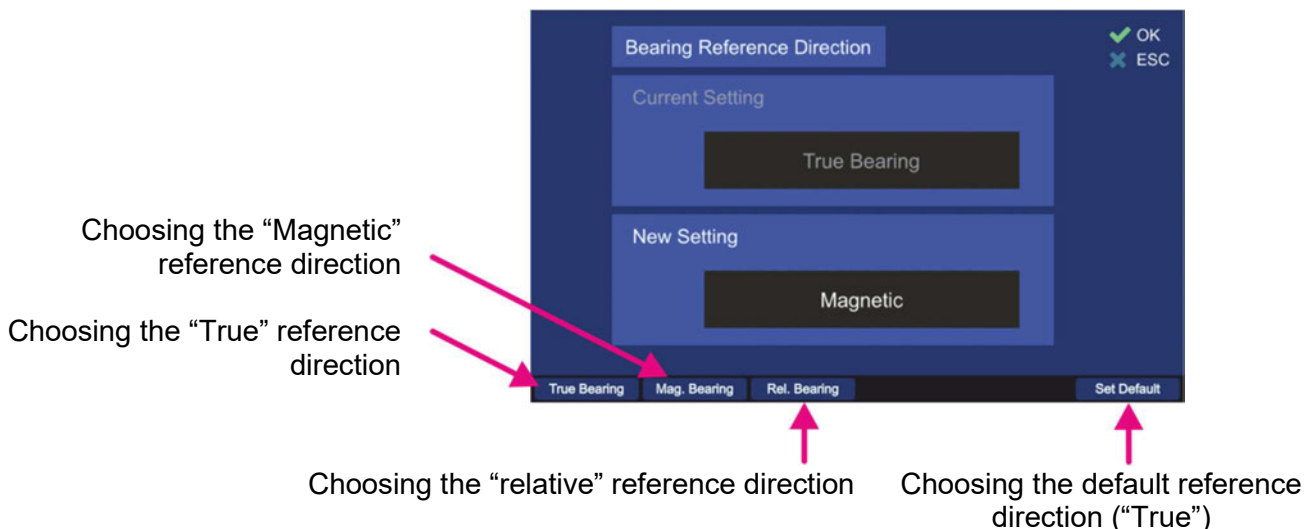 Bearing Reference Direction
OK
ESC
Current Setting
True Bearing
New Setting
Magnetic
Choosing the “Magnetic”
reference direction
Choosing the “True” reference
direction
True Bearing
Mag. Bearing
Rel. Bearing
Set Default
Choosing the “relative” reference direction
Choosing the default reference
direction (“True”)